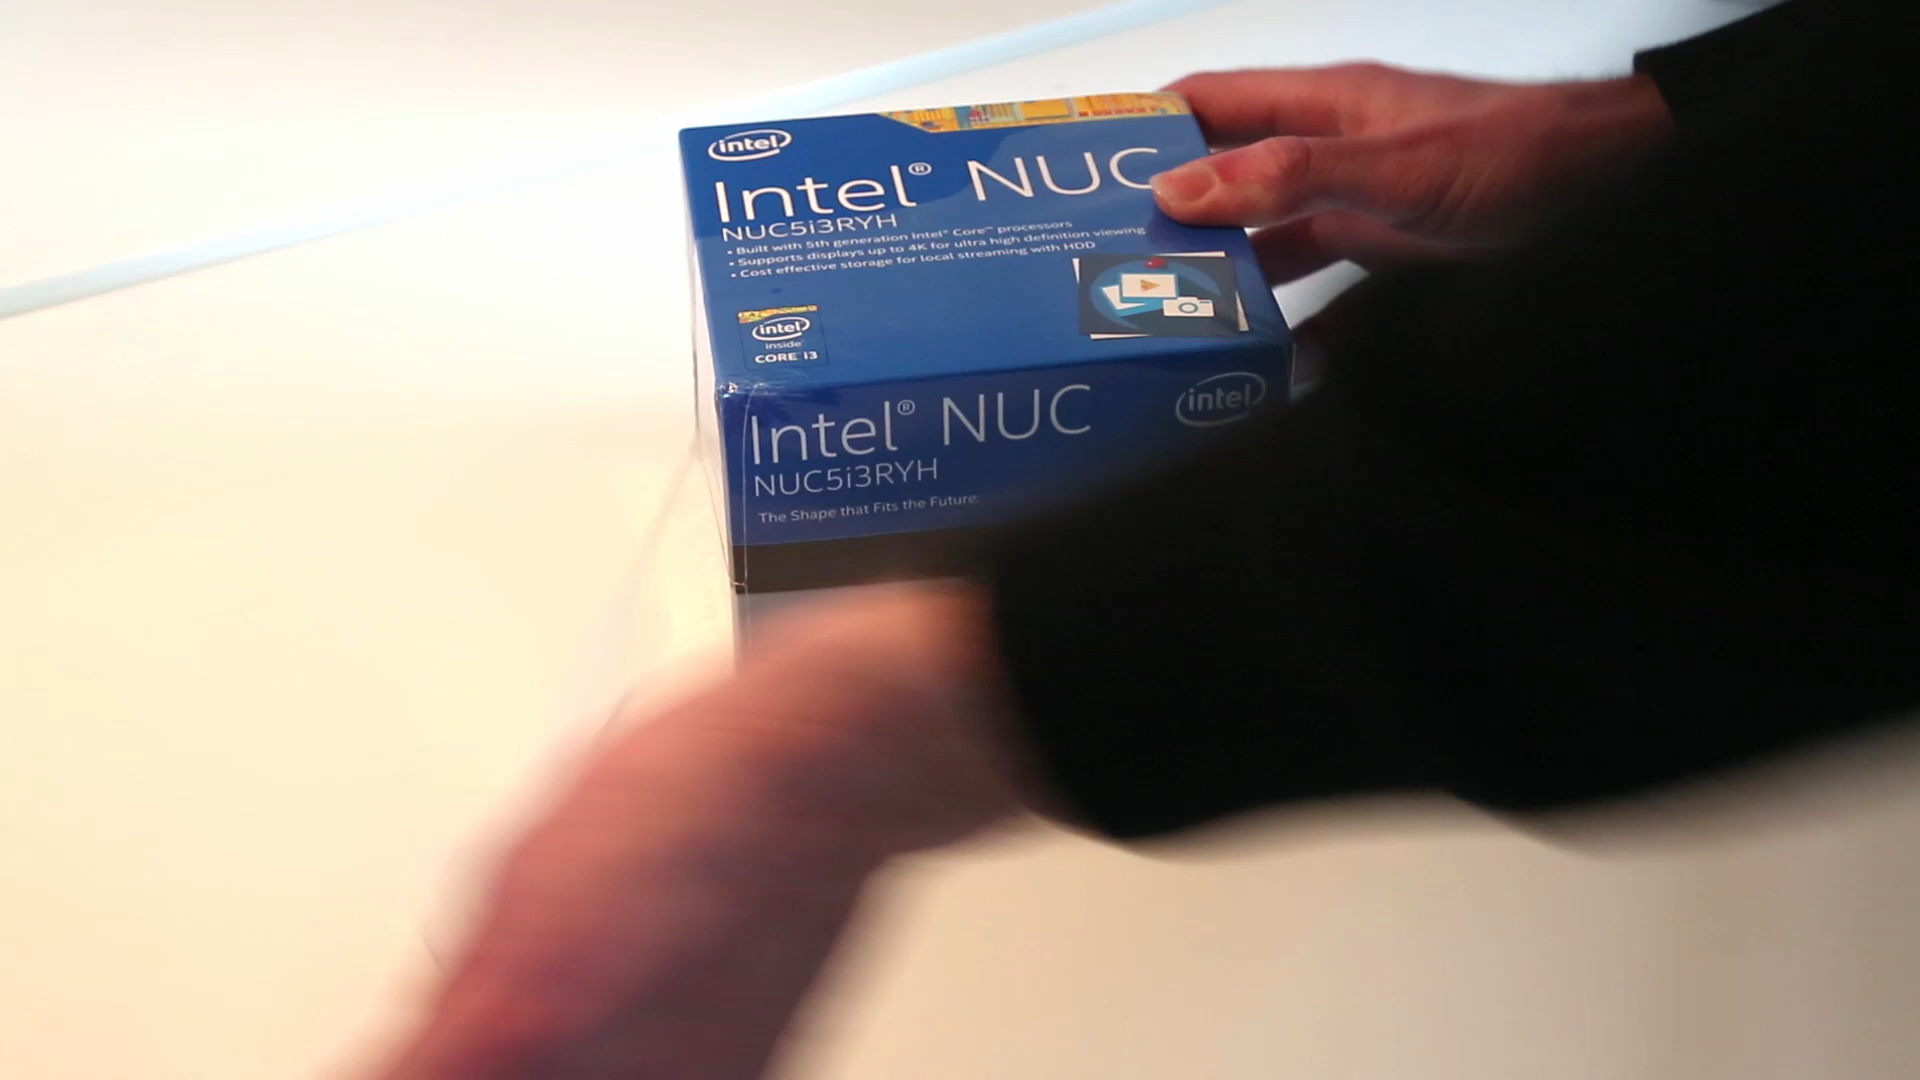 intel
Intel® NUC
NUC5i3RYH
• Built with 5th generation Intel® Core™ processors
• Supports displays up to 4K for ultra high definition viewing
• Cost effective storage for local streaming with HDD
intel
inside™
CORE i3
Intel® NUC
intel
NUC5i3RYH
The Shape that Fits the Future.